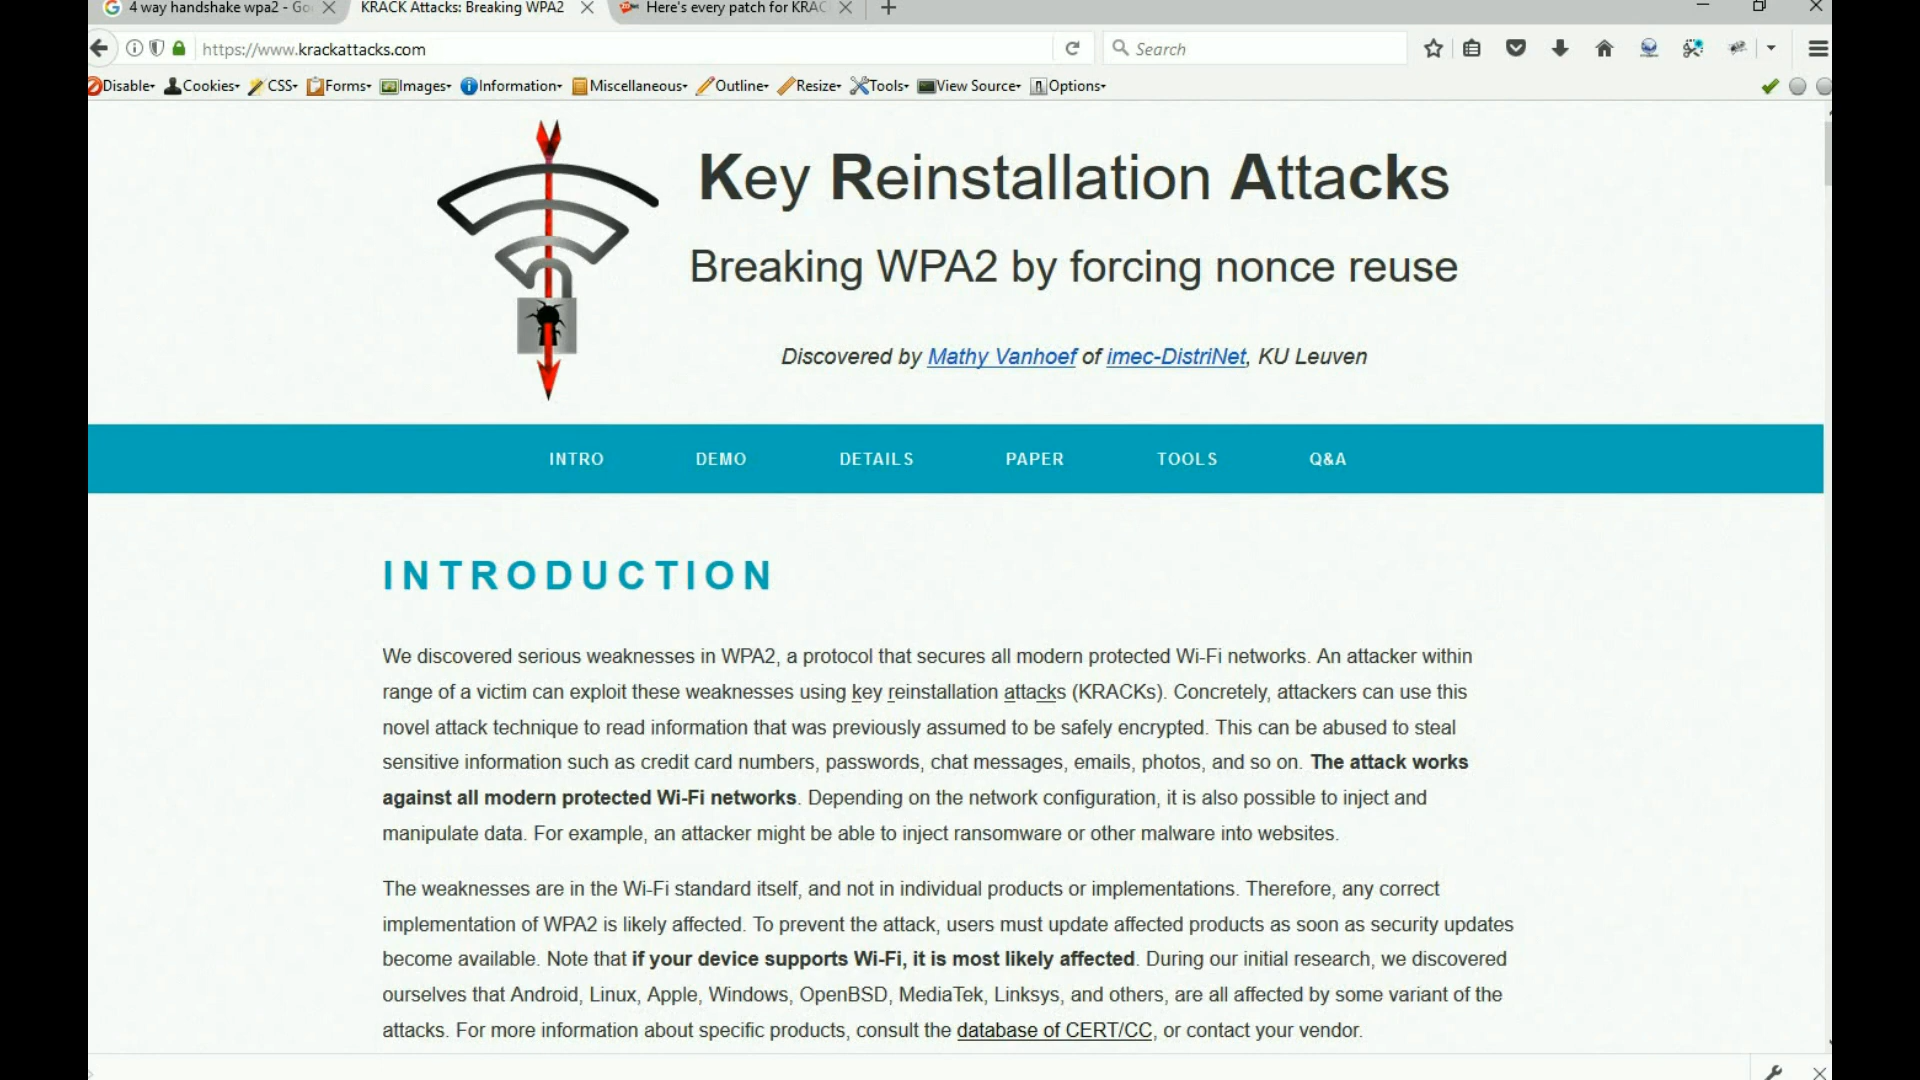 4 way handshake wpa2 - Go
KRACK Attacks: Breaking WPA2
Here's every patch for KRAC
https://www.krackattacks.com
Search
Disable Cookies CSS Forms Images Information Miscellaneous Outline Resize Tools View Source Options
Key Reinstallation Attacks
Breaking WPA2 by forcing nonce reuse
Discovered by Mathy Vanhoef of imec-DistriNet, KU Leuven
INTRO DEMO DETAILS PAPER TOOLS Q&A
INTRODUCTION
We discovered serious weaknesses in WPA2, a protocol that secures all modern protected Wi-Fi networks. An attacker within
range of a victim can exploit these weaknesses using key reinstallation attacks (KRACKs). Concretely, attackers can use this
novel attack technique to read information that was previously assumed to be safely encrypted. This can be abused to steal
sensitive information such as credit card numbers, passwords, chat messages, emails, photos, and so on. The attack works
against all modern protected Wi-Fi networks. Depending on the network configuration, it is also possible to inject and
manipulate data. For example, an attacker might be able to inject ransomware or other malware into websites.
The weaknesses are in the Wi-Fi standard itself, and not in individual products or implementations. Therefore, any correct
implementation of WPA2 is likely affected. To prevent the attack, users must update affected products as soon as security updates
become available. Note that if your device supports Wi-Fi, it is most likely affected. During our initial research, we discovered
ourselves that Android, Linux, Apple, Windows, OpenBSD, MediaTek, Linksys, and others, are all affected by some variant of the
attacks. For more information about specific products, consult the database of CERT/CC, or contact your vendor.